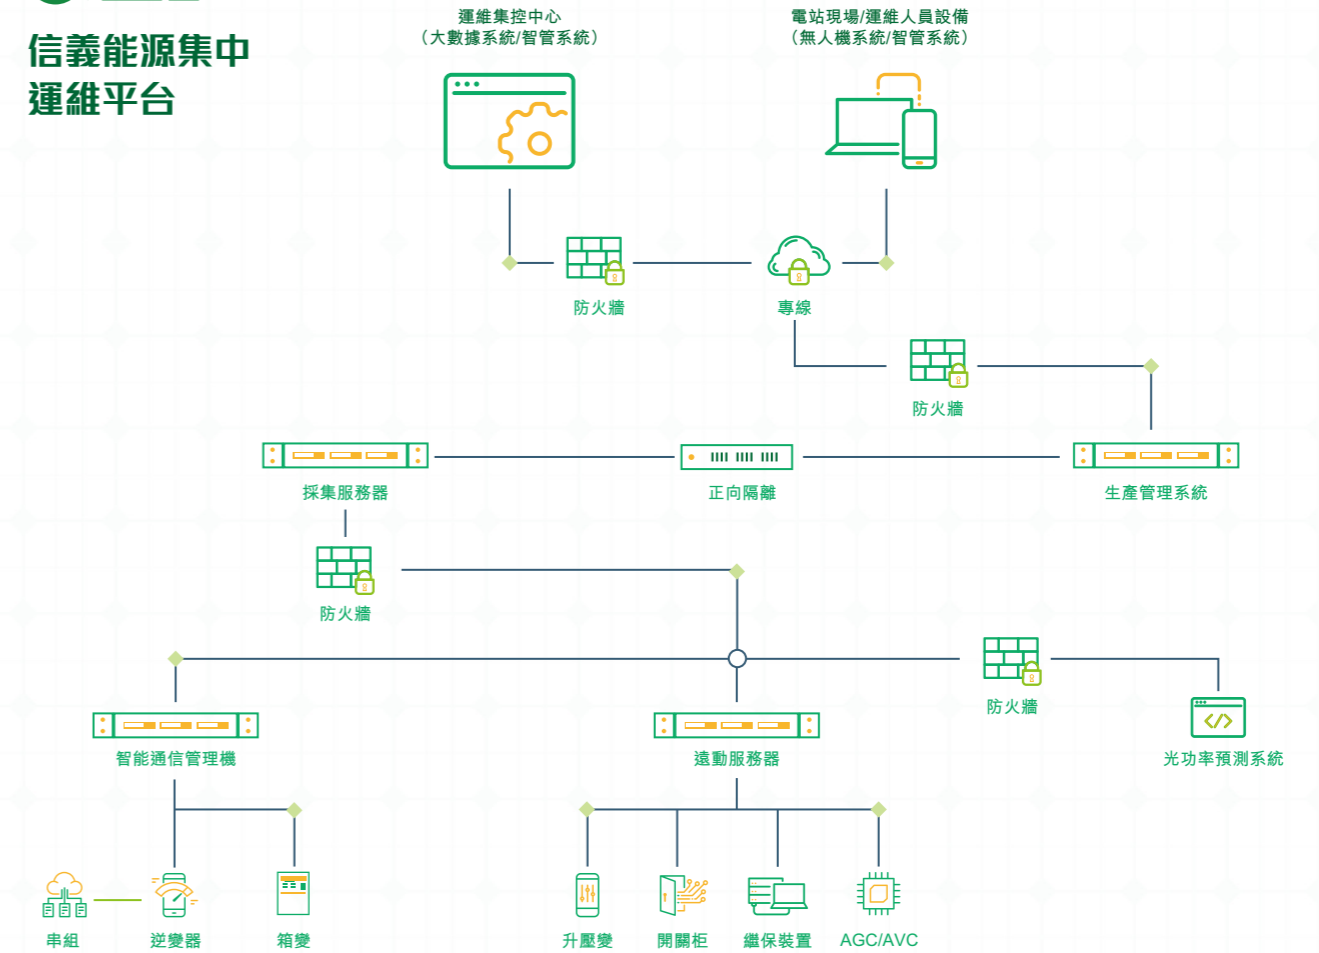 信義能源集中
運維平台
運維集控中心
（大數據系統/智管系統）
電站現場/運維人員設備
（無人機系統/智管系統）
防火牆
專線
防火牆
採集服務器
正向隔離
生產管理系統
防火牆
防火牆
智能通信管理機
遠動服務器
光功率預測系統
串組
逆變器
箱變
升壓變
開關柜
繼保裝置
AGC/AVC